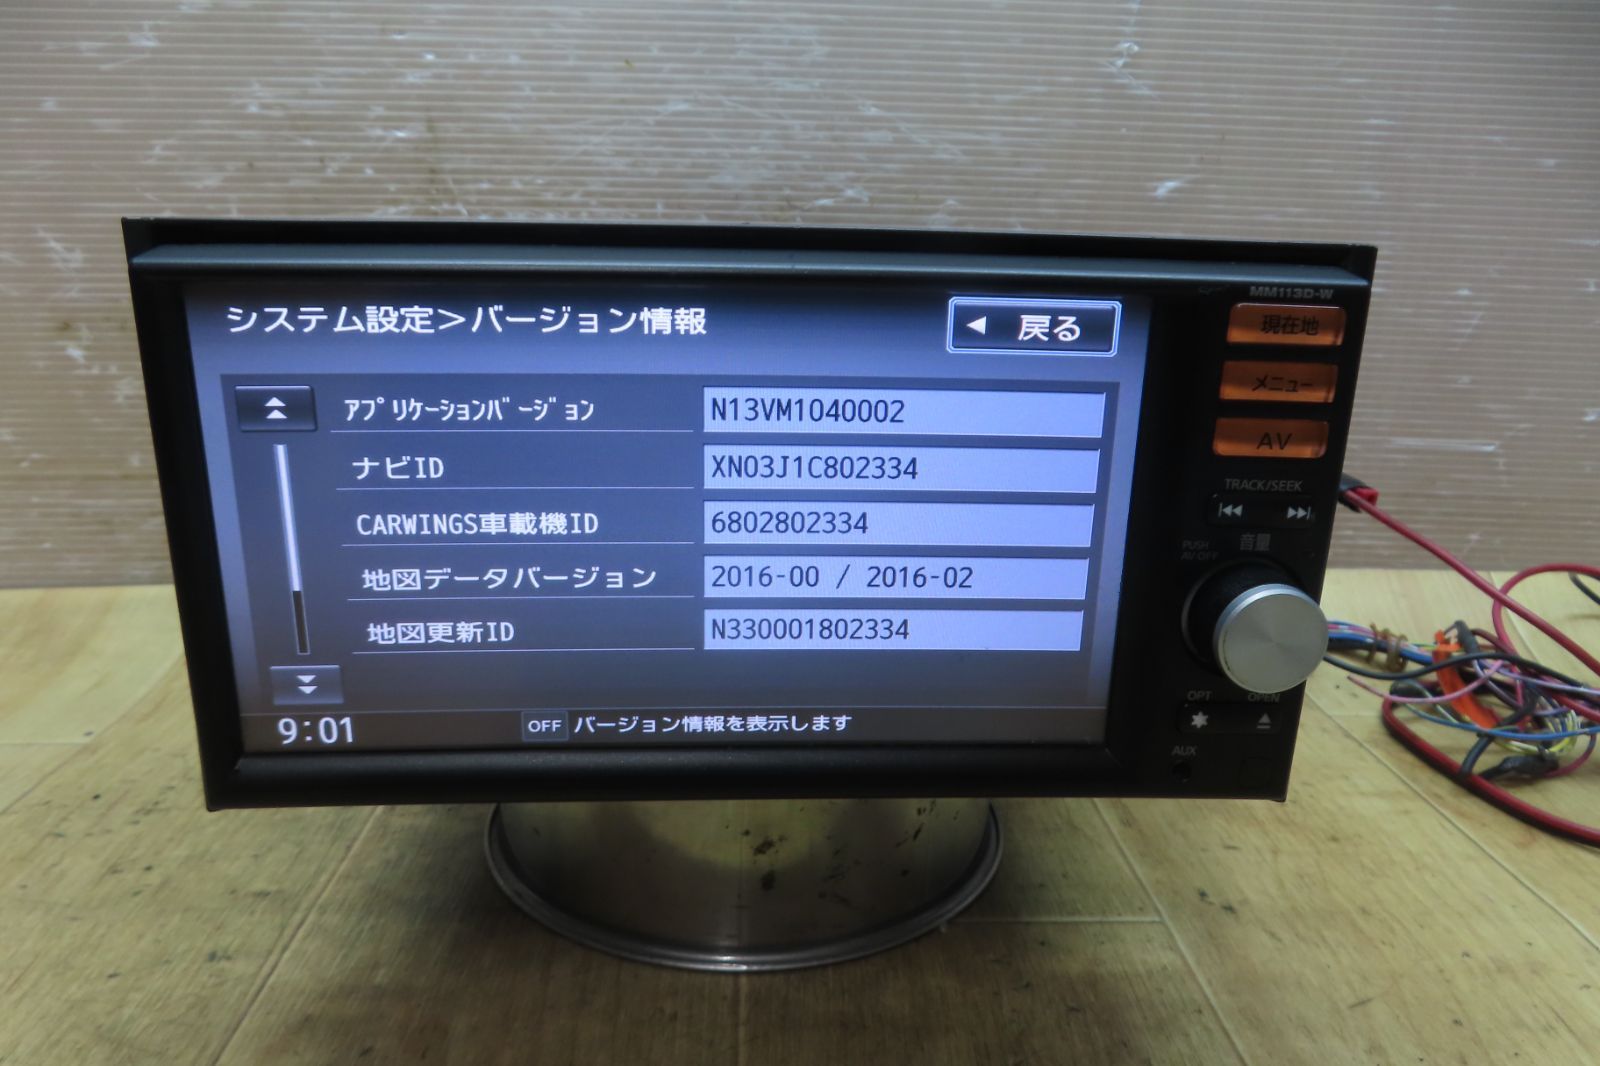 MM113D-W
システム設定>バージョン情報
◀ 戻る
現在地
メニュー
AV
アプリケーションバージョン N13VM1040002
ナビID XN03J1C802334
CARWINGS車載機ID 6802802334
地図データバージョン 2016-00 / 2016-02
地図更新ID N330001802334
TRACK/SEEK
音量
PUSH
AV OFF
OPT OPEN
AUX
9:01 OFF バージョン情報を表示します